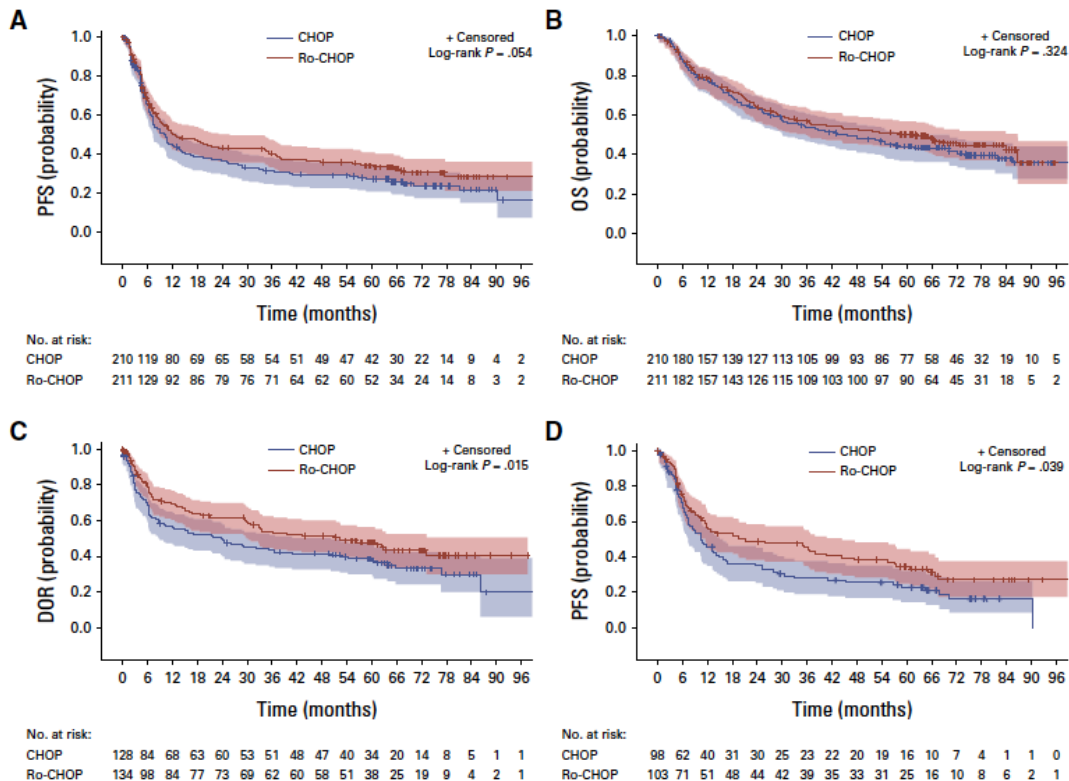 A
CHOP
Ro-CHOP
+ Censored
Log-rank P = .054
PFS (probability)
1.0
0.8
0.6
0.4
0.2
0.0
0 6 12 18 24 30 36 42 48 54 60 66 72 78 84 90 96
Time (months)
No. at risk:
CHOP 210 119 80 69 65 58 54 51 49 47 42 30 22 14 9 4 2
Ro-CHOP 211 129 92 86 79 76 71 64 62 60 52 34 24 14 8 3 2
B
CHOP
Ro-CHOP
+ Censored
Log-rank P = .324
OS (probability)
1.0
0.8
0.6
0.4
0.2
0.0
0 6 12 18 24 30 36 42 48 54 60 66 72 78 84 90 96
Time (months)
No. at risk:
CHOP 210 180 157 139 127 113 105 99 93 86 77 58 46 32 19 10 5
Ro-CHOP 211 182 157 143 126 115 109 103 100 97 90 64 45 31 18 5 2
C
CHOP
Ro-CHOP
+ Censored
Log-rank P = .015
DOR (probability)
1.0
0.8
0.6
0.4
0.2
0.0
0 6 12 18 24 30 36 42 48 54 60 66 72 78 84 90 96
Time (months)
No. at risk:
CHOP 128 84 68 63 60 53 51 48 47 40 34 20 14 8 5 1 1
Ro-CHOP 134 98 84 77 73 69 62 60 58 51 38 25 19 9 4 2 1
D
CHOP
Ro-CHOP
+ Censored
Log-rank P = .039
PFS (probability)
1.0
0.8
0.6
0.4
0.2
0.0
0 6 12 18 24 30 36 42 48 54 60 66 72 78 84 90 96
Time (months)
No. at risk:
CHOP 98 62 40 31 30 25 23 22 20 19 16 10 7 4 1 1 0
Ro-CHOP 103 71 51 48 44 42 39 35 33 31 25 16 10 8 6 2 1